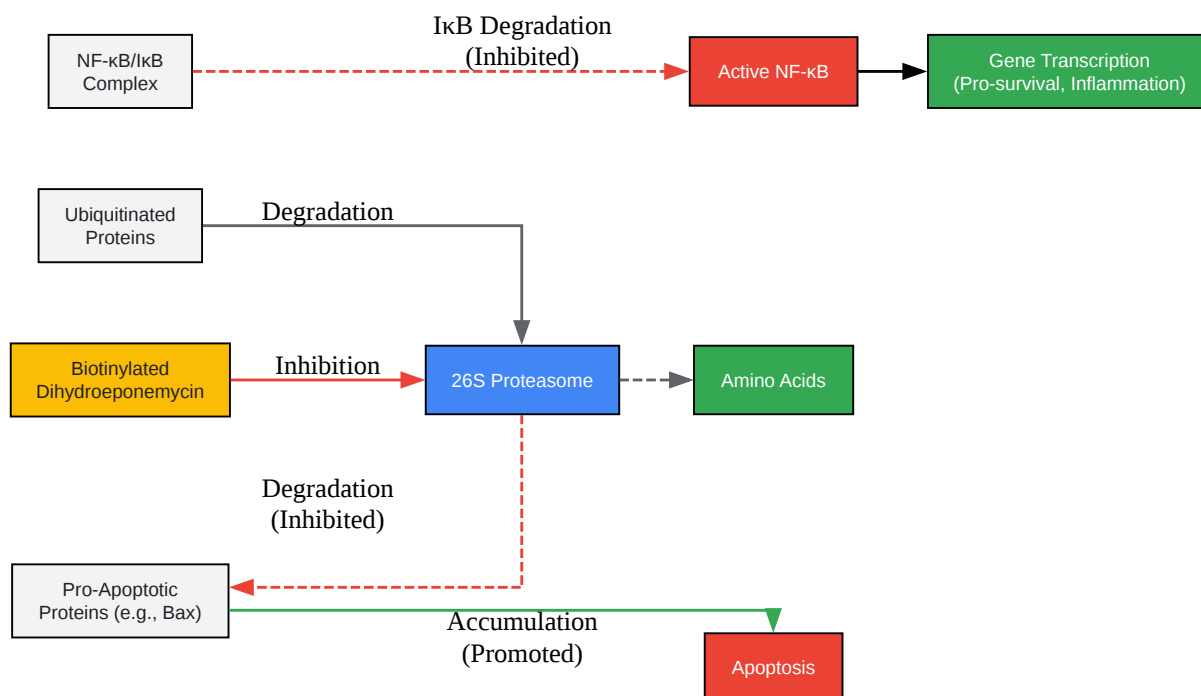 IκB Degradation
(Inhibited)
NF-κB/IκB
Complex
Active NF-κB
Gene Transcription
(Pro-survival, Inflammation)
Ubiquitinated
Proteins
Degradation
Biotinylated
Dihydroeponemycin
Inhibition
26S Proteasome
Amino Acids
Degradation
(Inhibited)
Pro-Apoptotic
Proteins (e.g., Bax)
Accumulation
(Promoted)
Apoptosis